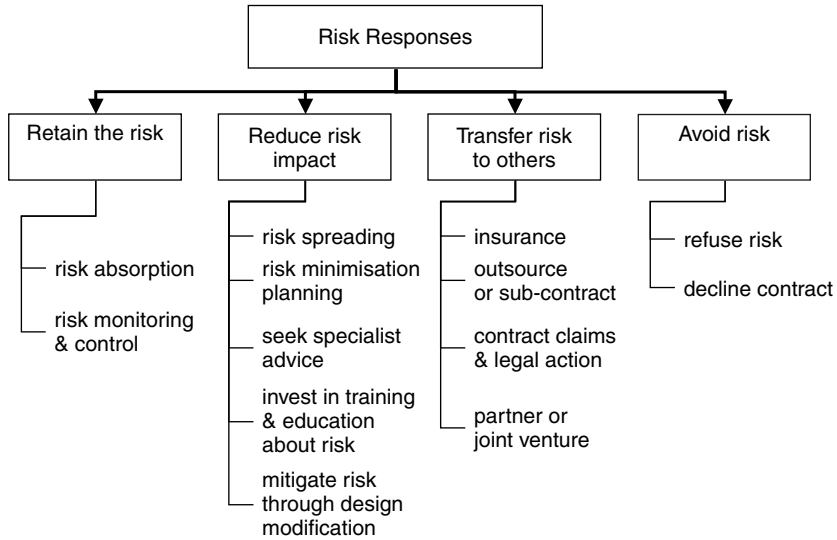 Risk Responses
Retain the risk
risk absorption
risk monitoring
& control
Reduce risk
impact
risk spreading
risk minimisation
planning
seek specialist
advice
invest in training
& education
about risk
mitigate risk
through design
modification
Transfer risk
to others
insurance
outsource
or sub-contract
contract claims
& legal action
partner or
joint venture
Avoid risk
refuse risk
decline contract